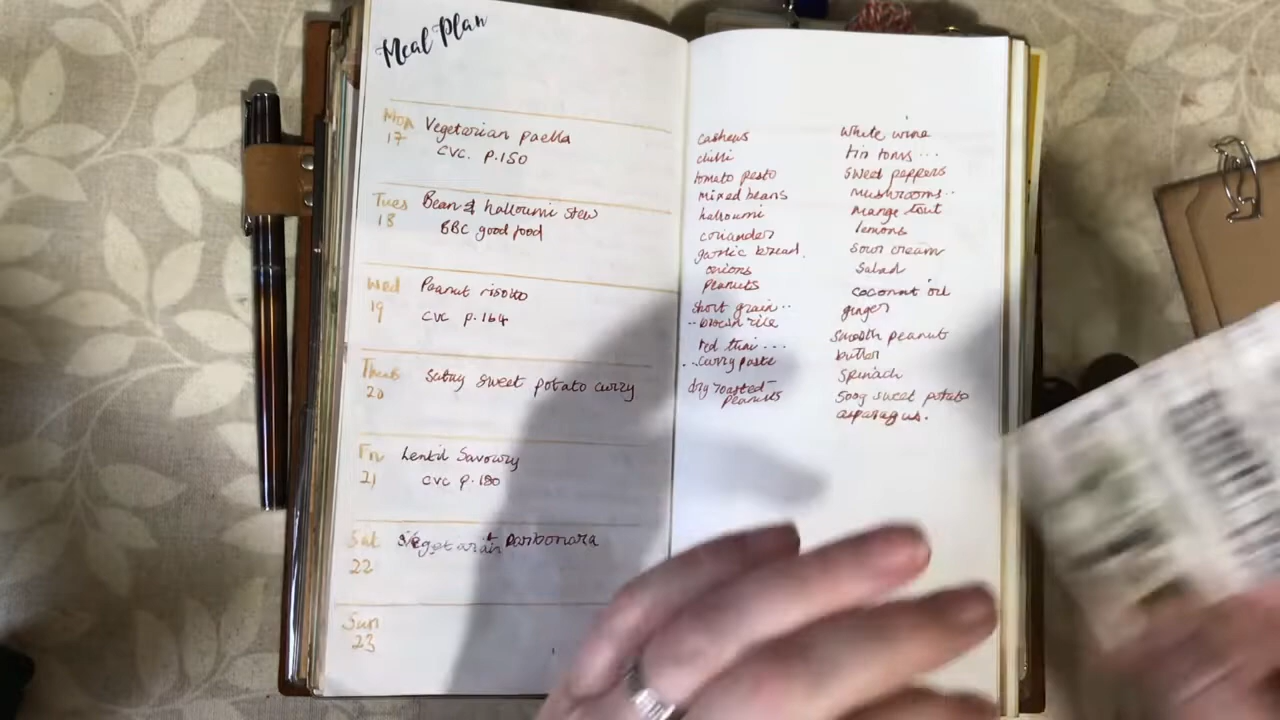 Meal Plan
Mon
17
Vegetarian paella
CVC. p.150
Tues
18
Bean & halloumi stew
BBC good food
Wed
19
Peanut risotto
CVC p.164
Thurs
20
Satay sweet potato curry
Fri
21
Lentil Savoury
CVC p.180
Sat
22
Carbonara
Sun
23
cashews
chilli
tomato pesto
mixed beans
halloumi
coriander
garlic bread.
onions
Peanuts
short grain..
..brown rice
red thai ...
..curry paste
dry roasted-
Peanuts
White wine
tin toms ...
Sweet peppers
mushrooms..
Mange tout
lemons
Sour cream
Salad
coconut oil
ginger
Smooth peanut
butter
Spinach
500g sweet potato
asparagus.